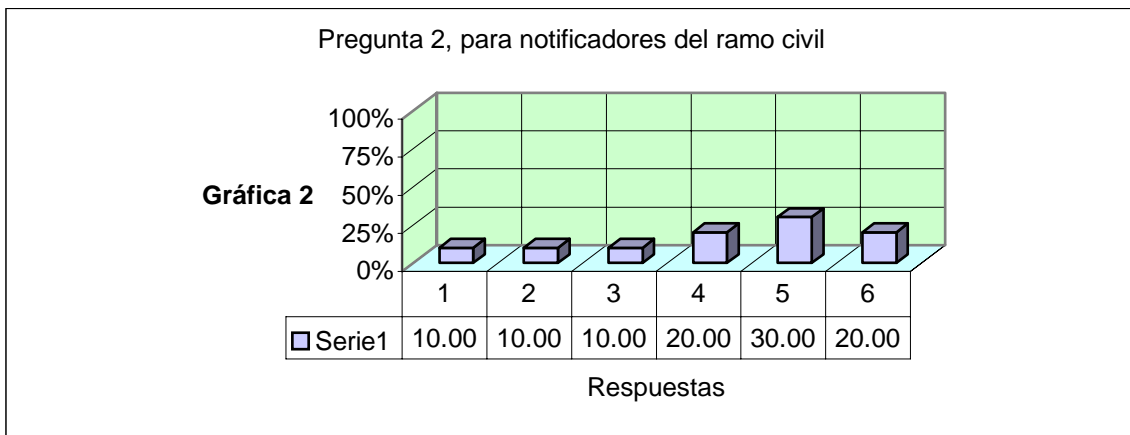 Pregunta 2, para notificadores del ramo civil
100%
75%
Gráfica 2
50%
25%
0%
1 2 3 4 5 6
Serie1 10.00 10.00 10.00 20.00 30.00 20.00
Respuestas